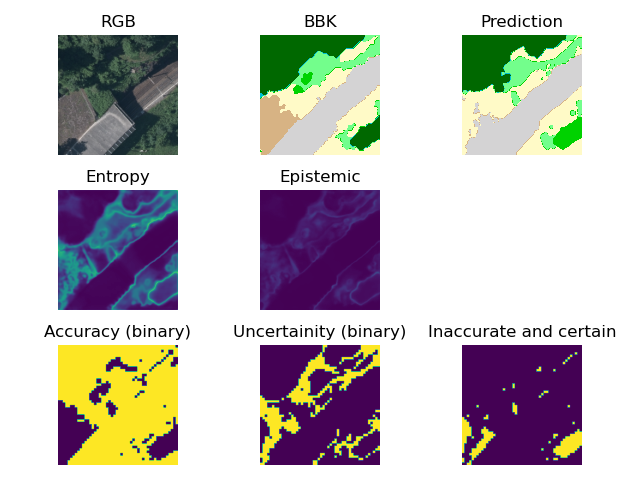 RGB
BBK
Prediction
Entropy
Epistemic
Accuracy (binary)
Uncertainity (binary)
Inaccurate and certain